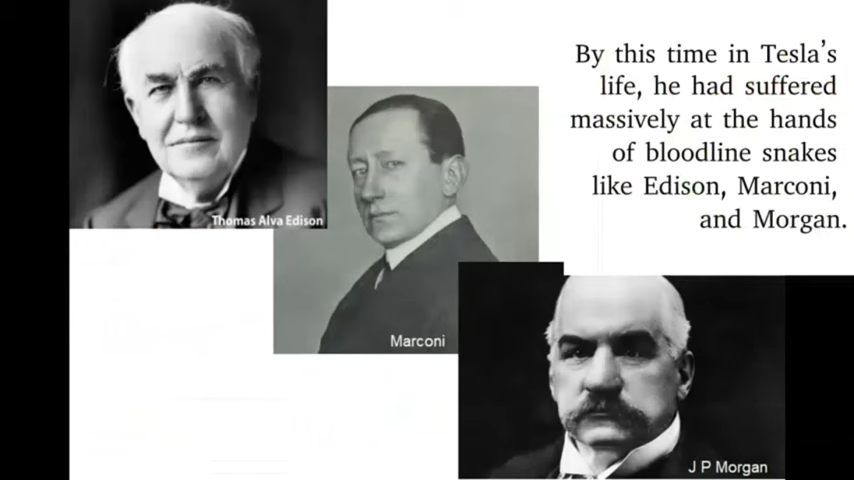 By this time in Tesla’s
life, he had suffered
massively at the hands
of bloodline snakes
like Edison, Marconi,
and Morgan.
Thomas Alva Edison
Marconi
J P Morgan